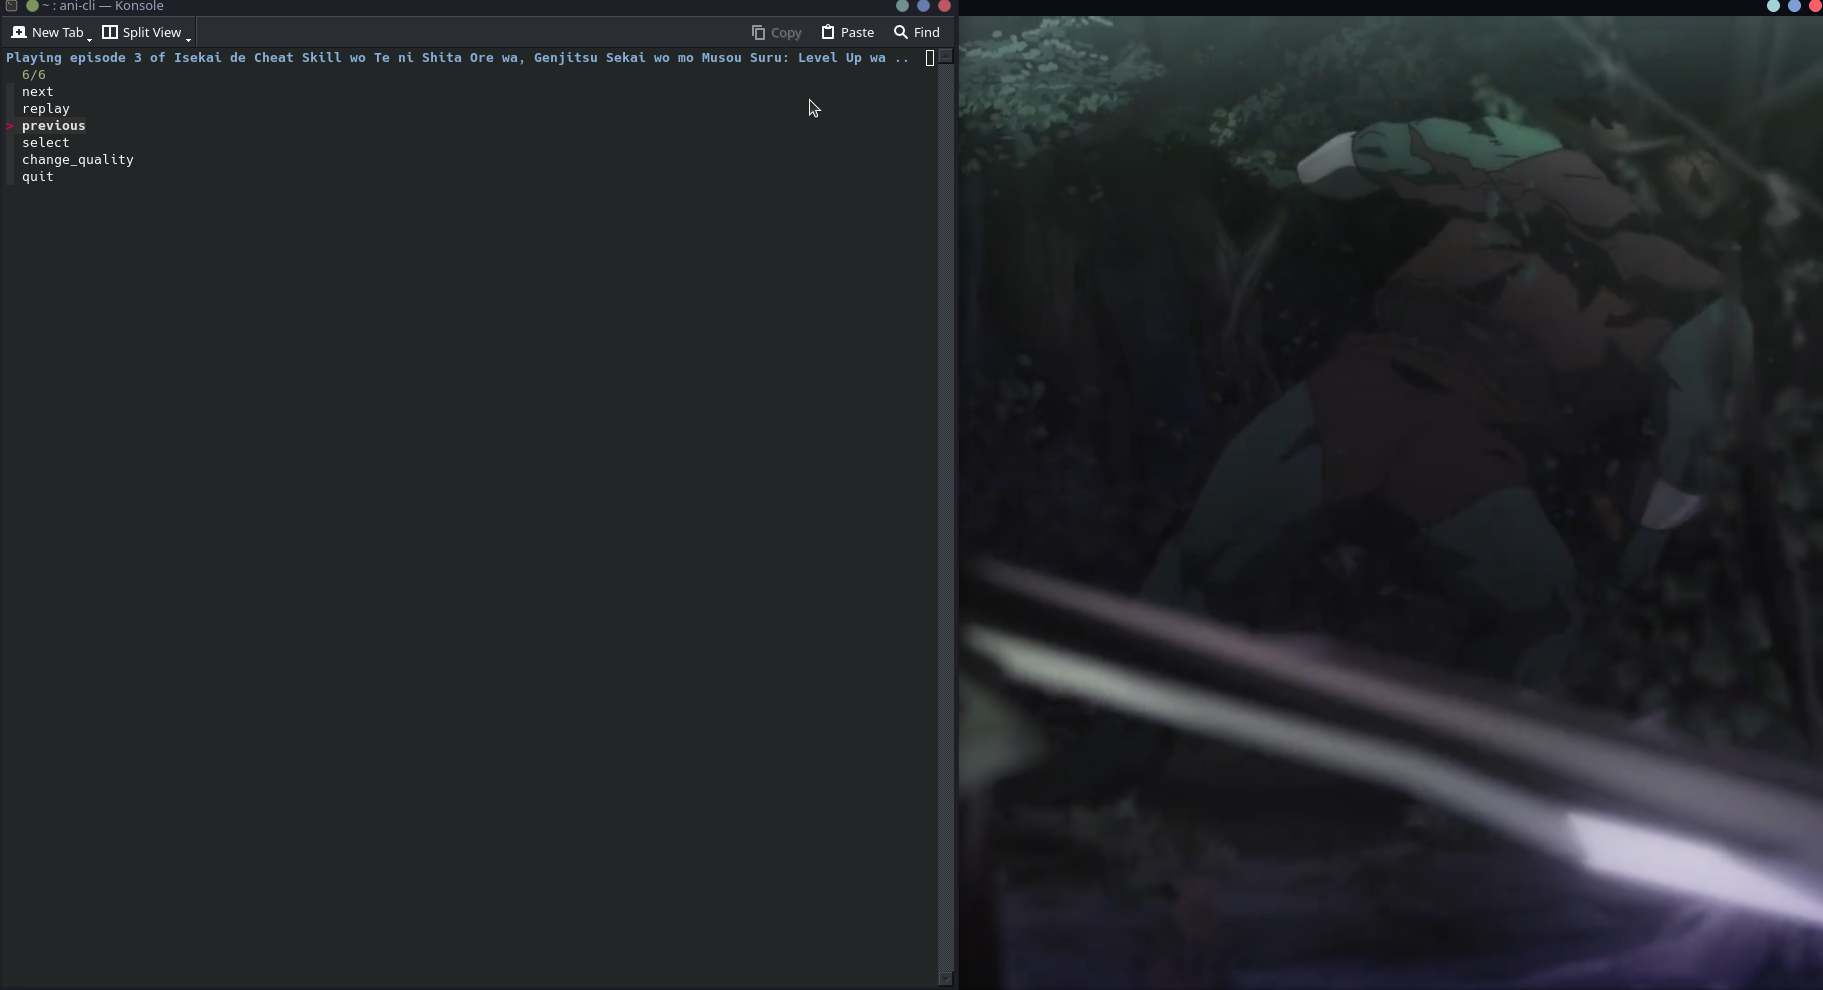 ~ : ani-cli — Konsole
New Tab Split View Copy Paste Find
Playing episode 3 of Isekai de Cheat Skill wo Te ni Shita Ore wa, Genjitsu Sekai wo mo Musou Suru: Level Up wa ..
6/6
next
replay
> previous
select
change_quality
quit